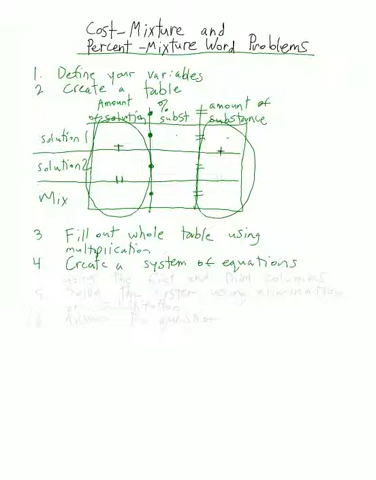 Cost-Mixture and
Percent-Mixture Word Problems
1. Define your variables
2 Create a table
Amount of solution % subst = amount of substance
solution 1
solution 2
Mix
3 Fill out whole table using
multiplication
4 Create a system of equations
using the first and third columns
5 Solve the system using elimination
or substitution
6 Answer the question